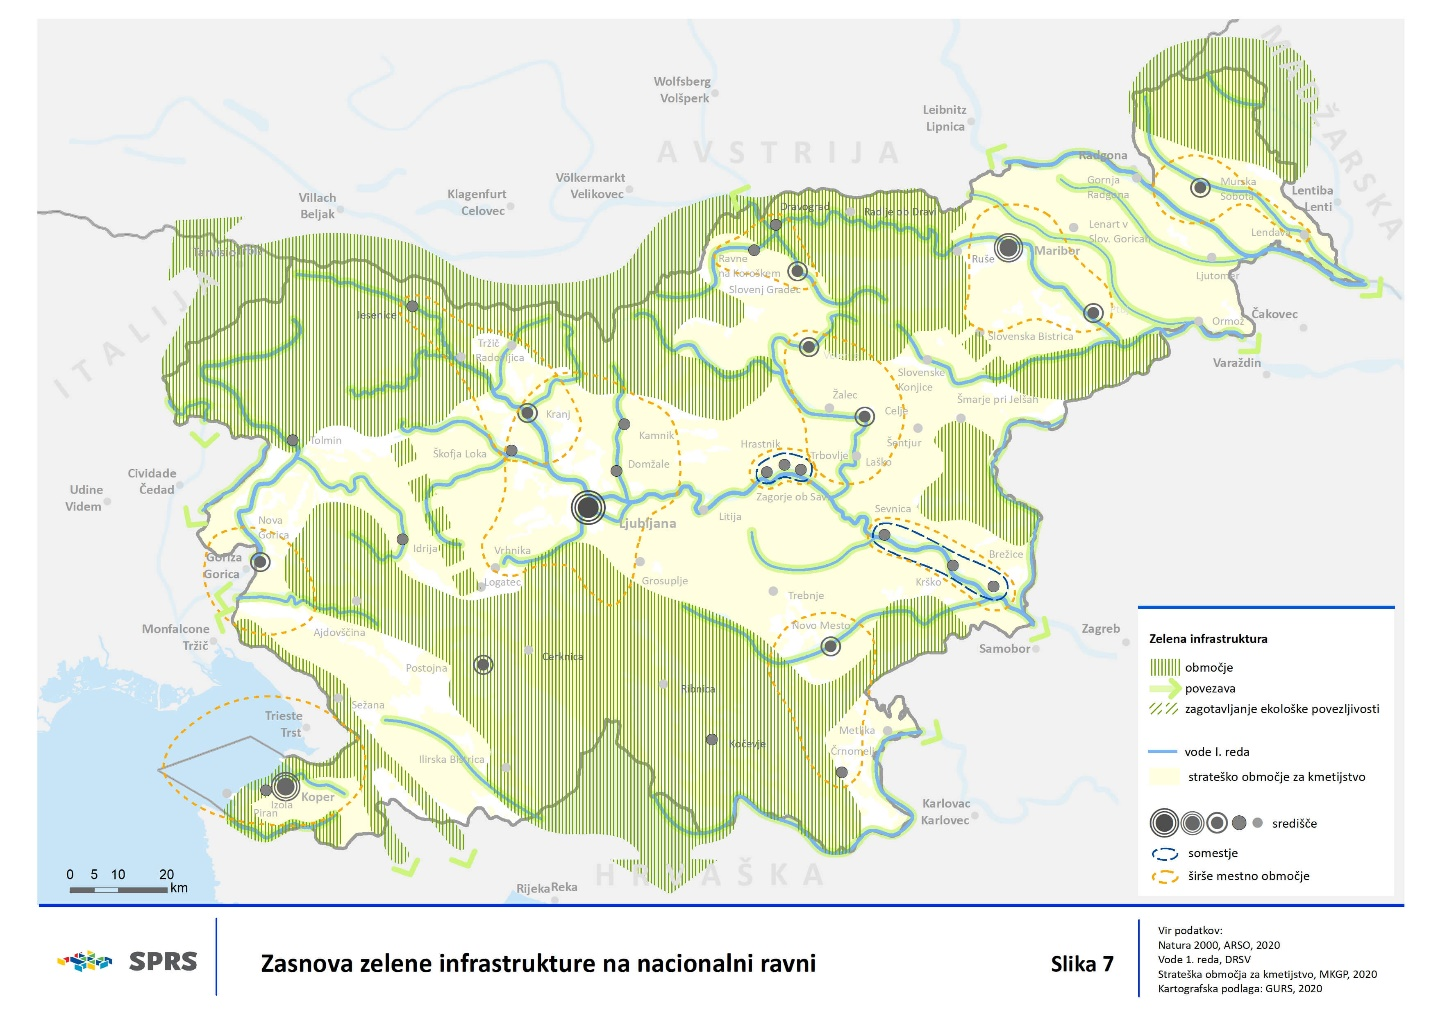 Wolfsberg
Volšperk
Leibnitz
Lipnica
AVSTRIJA
MADŽARSKA
Radgona
Gornja
Radgona
Murska
Sobota
Lentiba
Lenti
Völkermarkt
Velikovec
Villach
Beljak
Klagenfurt
Celovec
Dravograd
Lenart v
Slov. Goricah
Lendava
Ruše
Maribor
Ravne
na Koroškem
Slovenj Gradec
Ljutomer
ITALIJA
Jesenice
Čakovec
Ormož
Tržič
Radovljica
Slovenska Bistrica
Varaždin
Slovenske
Konjice
Žalec
Šmarje pri Jelšah
Kranj
Celje
Kamnik
Tolmin
Hrastnik
Šentjur
Škofja Loka
Trbovlje
Domžale
Laško
Cividade
Čedad
Udine
Videm
Zagorje ob Savi
Litija
Sevnica
Nova
Gorica
Ljubljana
Idrija
Vrhnika
Brežice
Goriza
Gorica
Logatec
Grosuplje
Krško
Trebnje
Novo Mesto
Monfalcone
Tržič
Ajdovščina
Zagreb
Samobor
Cerknica
Postojna
Ribnica
Sežana
Trieste
Trst
Metlika
Kočevje
Črnomelj
Ilirska Bistrica
Koper
Izola
Piran
Karlovac
Karlovec
HRVAŠKA
Rijeka Reka
0 5 10 20
km
Zelena infrastruktura
območje
povezava
zagotavljanje ekološke povezljivosti
vode I. reda
strateško območje za kmetijstvo
središče
somestje
širše mestno območje
SPRS
Zasnova zelene infrastrukture na nacionalni ravni
Slika 7
Vir podatkov:
Natura 2000, ARSO, 2020
Vode 1. reda, DRSV
Strateška območja za kmetijstvo, MKGP, 2020
Kartografska podlaga: GURS, 2020